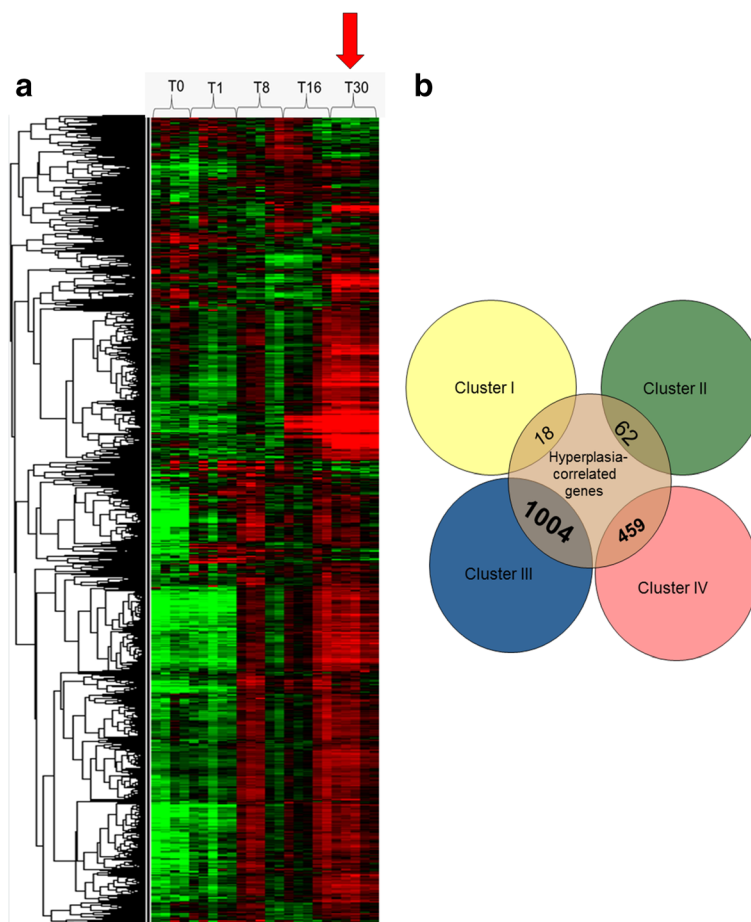 a
b
T0 T1 T8 T16 T30
Cluster I
Cluster II
18
62
Hyperplasia-
correlated
genes
1004
459
Cluster III
Cluster IV